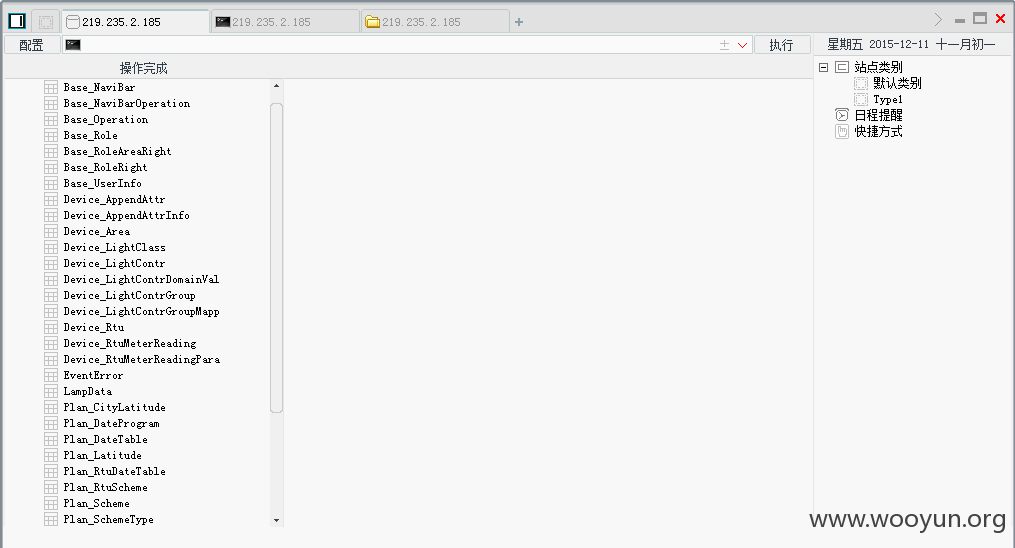 219.235.2.185
219.235.2.185
219.235.2.185
配置
执行
星期五 2015-12-11 十一月初一
操作完成
站点类别
默认类别
Type1
日程提醒
快捷方式
Base_NaviBar
Base_NaviBarOperation
Base_Operation
Base_Role
Base_RoleAreaRight
Base_RoleRight
Base_UserInfo
Device_AppendAttr
Device_AppendAttrInfo
Device_Area
Device_LightClass
Device_LightContr
Device_LightContrDomainVal
Device_LightContrGroup
Device_LightContrGroupMapp
Device_Rtu
Device_RtuMeterReading
Device_RtuMeterReadingPara
EventError
LampData
Plan_CityLatitude
Plan_DateProgram
Plan_DateTable
Plan_Latitude
Plan_RtuDateTable
Plan_RtuScheme
Plan_Scheme
Plan_SchemeType
www.wooyun.org